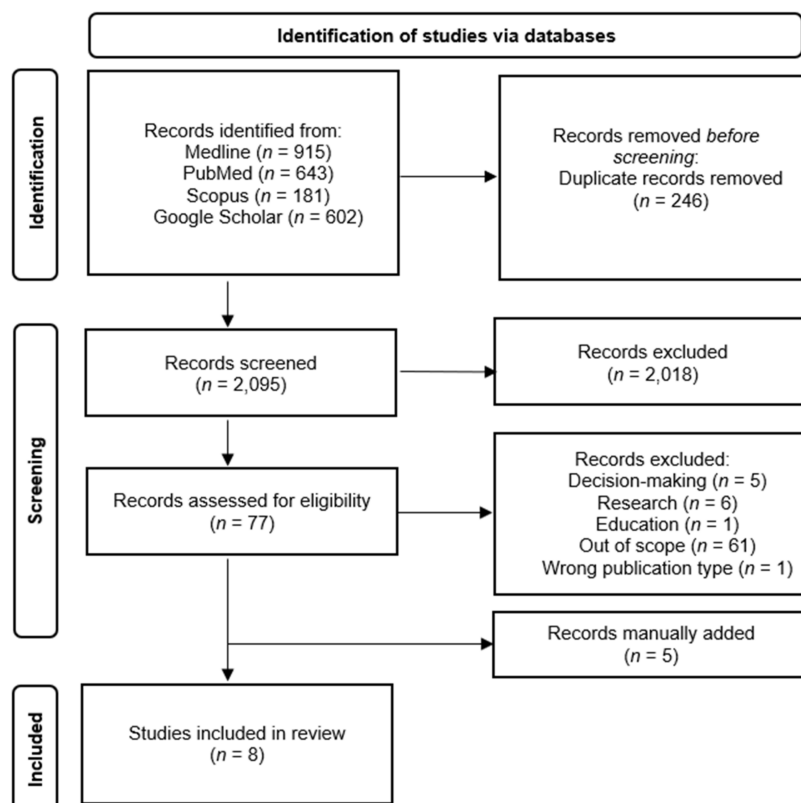 Identification of studies via databases
Identification
Records identified from:
Medline (n = 915)
PubMed (n = 643)
Scopus (n = 181)
Google Scholar (n = 602)
Records removed before
screening:
Duplicate records removed
(n = 246)
Screening
Records screened
(n = 2,095)
Records excluded
(n = 2,018)
Records assessed for eligibility
(n = 77)
Records excluded:
Decision-making (n = 5)
Research (n = 6)
Education (n = 1)
Out of scope (n = 61)
Wrong publication type (n = 1)
Records manually added
(n = 5)
Included
Studies included in review
(n = 8)